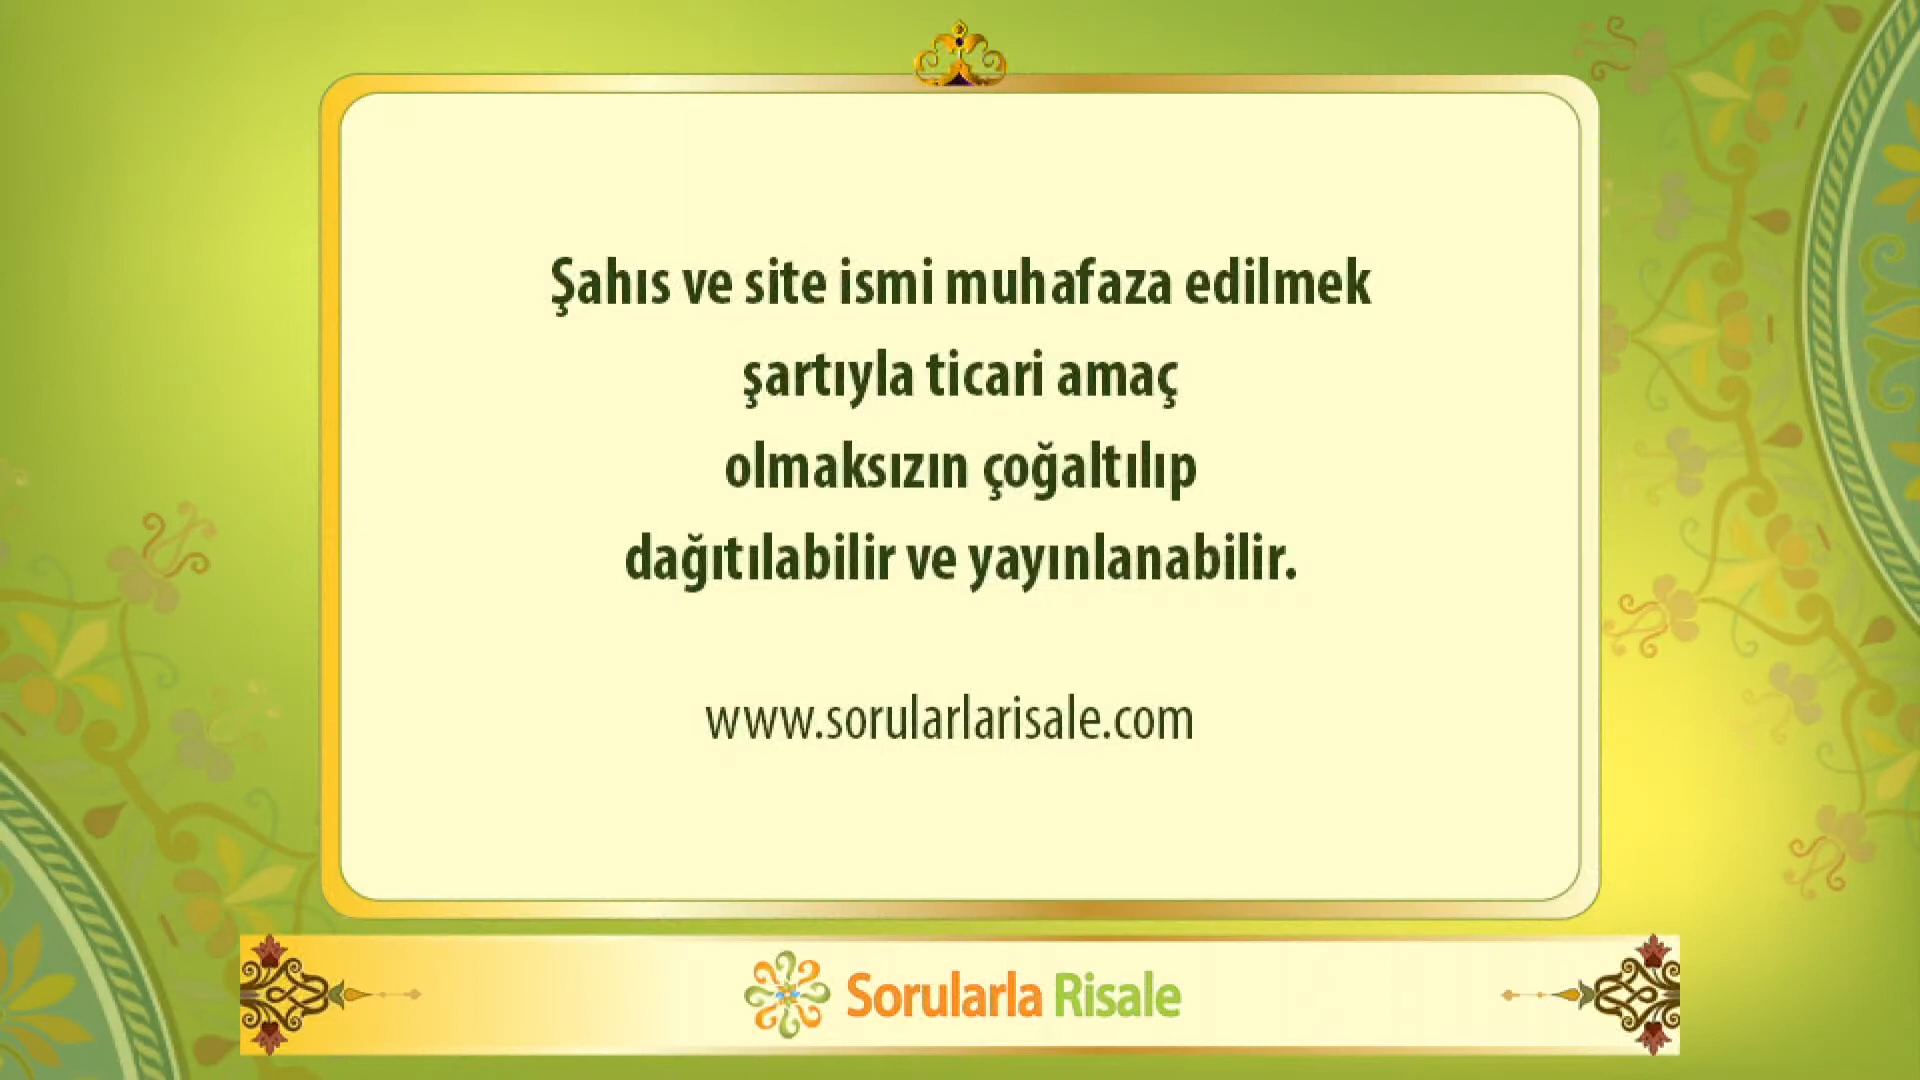 Şahıs ve site ismi muhafaza edilmek
şartıyla ticari amaç
olmaksızın çoğaltılıp
dağıtılabilir ve yayınlanabilir.
www.sorularlarisale.com
Sorularla Risale